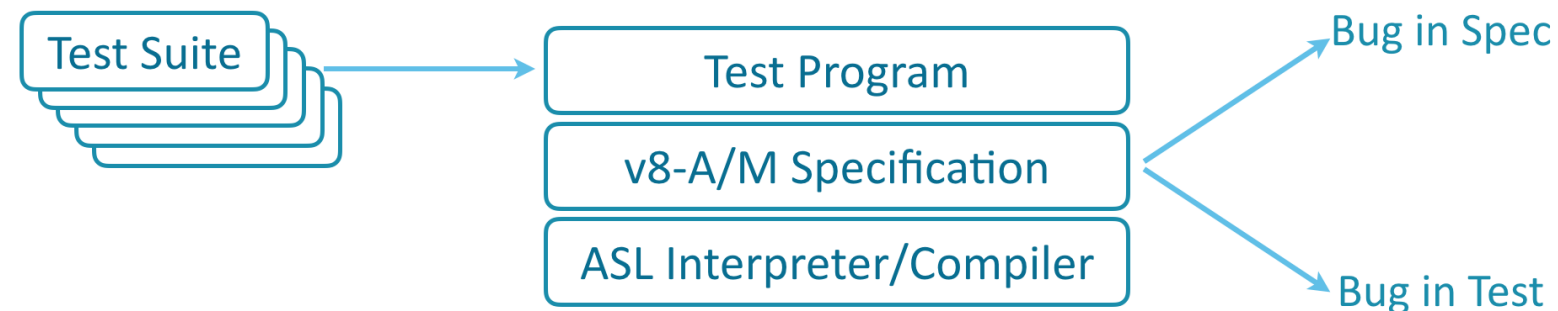 Test Suite
Test Program
v8-A/M Specification
ASL Interpreter/Compiler
Bug in Spec
Bug in Test